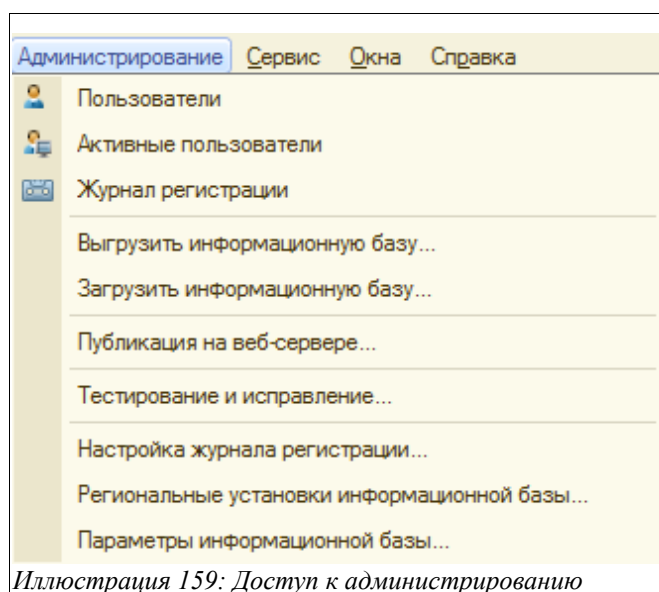 Администрирование Сервис Окна Справка
Пользователи
Активные пользователи
Журнал регистрации
Выгрузить информационную базу...
Загрузить информационную базу...
Публикация на веб-сервере...
Тестирование и исправление...
Настройка журнала регистрации...
Региональные установки информационной базы...
Параметры информационной базы...
Иллюстрация 159: Доступ к администрированию